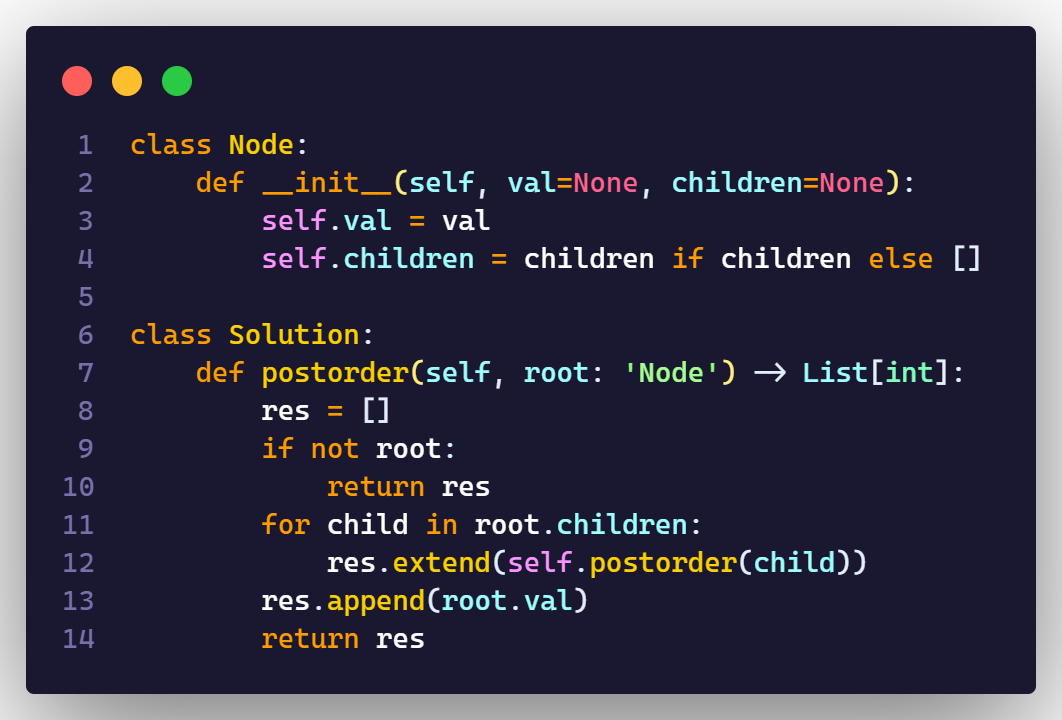 1 class Node:
2     def __init__(self, val=None, children=None):
3         self.val = val
4         self.children = children if children else []
5
6 class Solution:
7     def postorder(self, root: 'Node') -> List[int]:
8         res = []
9         if not root:
10             return res
11         for child in root.children:
12             res.extend(self.postorder(child))
13         res.append(root.val)
14         return res